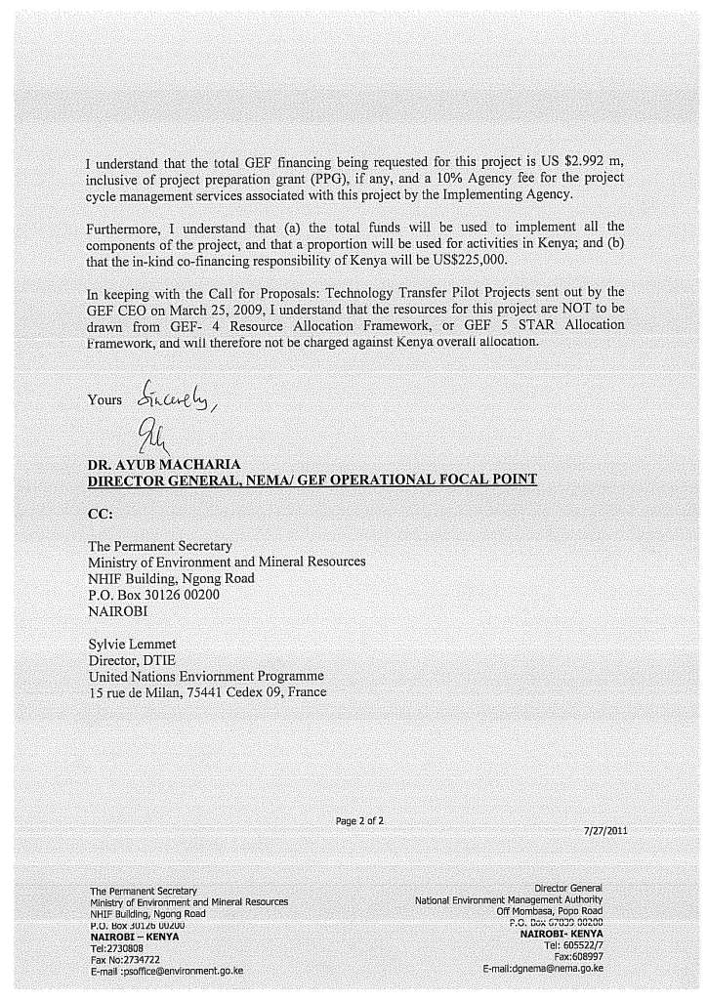 I understand that the total GEF financing being requested for this project is US $2.992 m,
inclusive of project preparation grant (PPG), if any, and a 10% Agency fee for the project
cycle management services associated with this project by the Implementing Agency.
Furthermore, I understand that (a) the total funds will be used to implement all the
components of the project, and that a proportion will be used for activities in Kenya; and (b)
that the in-kind co-financing responsibility of Kenya will be US$225,000.
In keeping with the Call for Proposals: Technology Transfer Pilot Projects sent out by the
GEF CEO on March 25, 2009, I understand that the resources for this project are NOT to be
drawn from GEF- 4 Resource Allocation Framework, or GEF 5 STAR Allocation
Framework, and will therefore not be charged against Kenya overall allocation.
Yours Sincerely,
DR. AYUB MACHARIA
DIRECTOR GENERAL, NEMA/ GEF OPERATIONAL FOCAL POINT
CC:
The Permanent Secretary
Ministry of Environment and Mineral Resources
NHIF Building, Ngong Road
P.O. Box 30126 00200
NAIROBI
Sylvie Lemmet
Director, DTIE
United Nations Enviornment Programme
15 rue de Milan, 75441 Cedex 09, France
Page 2 of 2
7/27/2011
The Permanent Secretary
Ministry of Environment and Mineral Resources
NHIF Building, Ngong Road
P.O. Box 30126 00200
NAIROBI – KENYA
Tel:2730808
Fax No:2734722
E-mail :psoffice@environment.go.ke
Director General
National Environment Management Authority
Off Mombasa, Popo Road
P.O. Box 67839 00200
NAIROBI- KENYA
Tel: 605522/7
Fax:608997
E-mail:dgnema@nema.go.ke